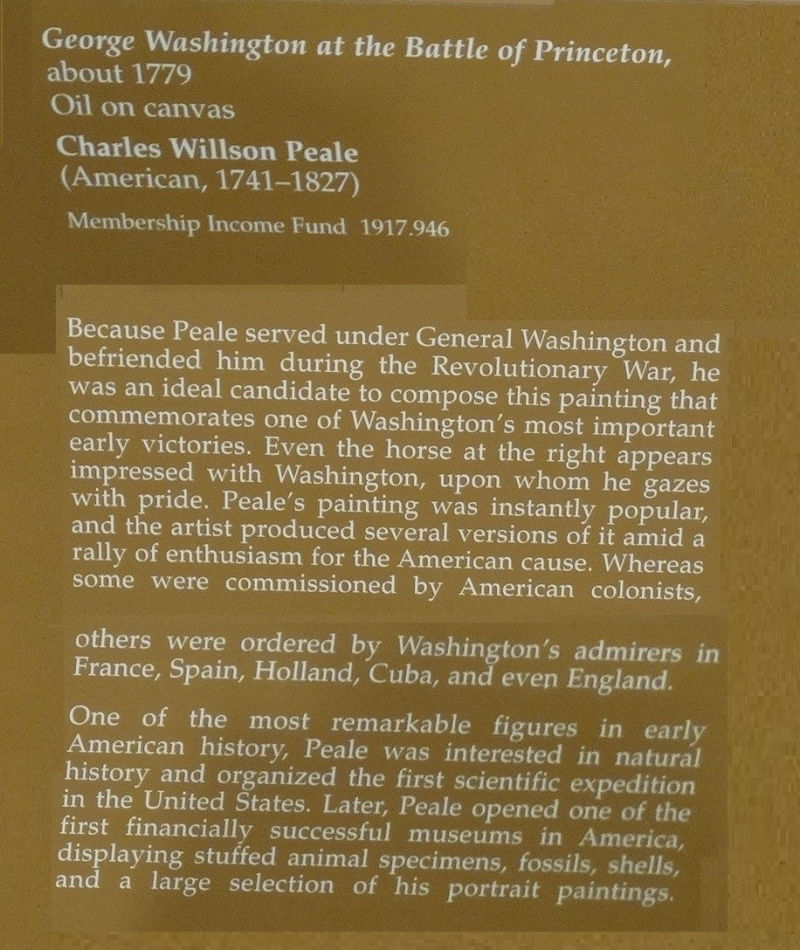 George Washington at the Battle of Princeton,
about 1779
Oil on canvas
Charles Willson Peale
(American, 1741–1827)
Membership Income Fund 1917.946
Because Peale served under General Washington and
befriended him during the Revolutionary War, he
was an ideal candidate to compose this painting that
commemorates one of Washington's most important
early victories. Even the horse at the right appears
impressed with Washington, upon whom he gazes
with pride. Peale's painting was instantly popular,
and the artist produced several versions of it amid a
rally of enthusiasm for the American cause. Whereas
some were commissioned by American colonists,
others were ordered by Washington's admirers in
France, Spain, Holland, Cuba, and even England.
One of the most remarkable figures in early
American history, Peale was interested in natural
history and organized the first scientific expedition
in the United States. Later, Peale opened one of the
first financially successful museums in America,
displaying stuffed animal specimens, fossils, shells,
and a large selection of his portrait paintings.